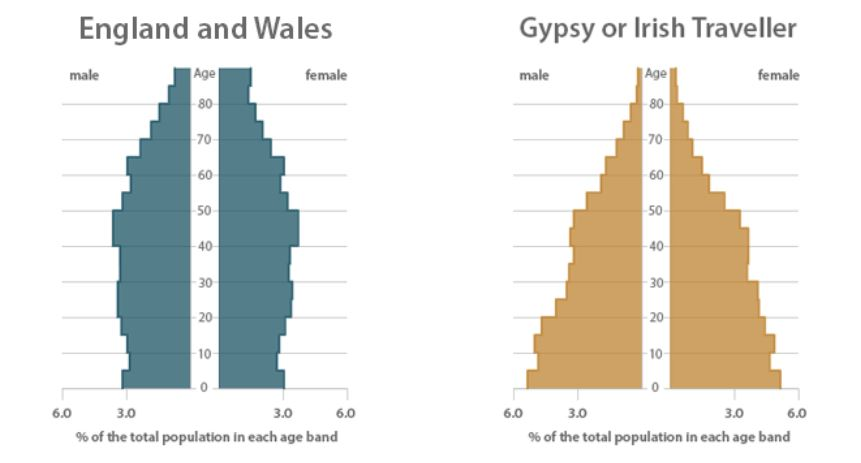 England and Wales
male
Age
female
80
70
60
50
40
30
20
10
0
6.0 3.0 3.0 6.0
% of the total population in each age band
Gypsy or Irish Traveller
male
Age
female
80
70
60
50
40
30
20
10
0
6.0 3.0 3.0 6.0
% of the total population in each age band